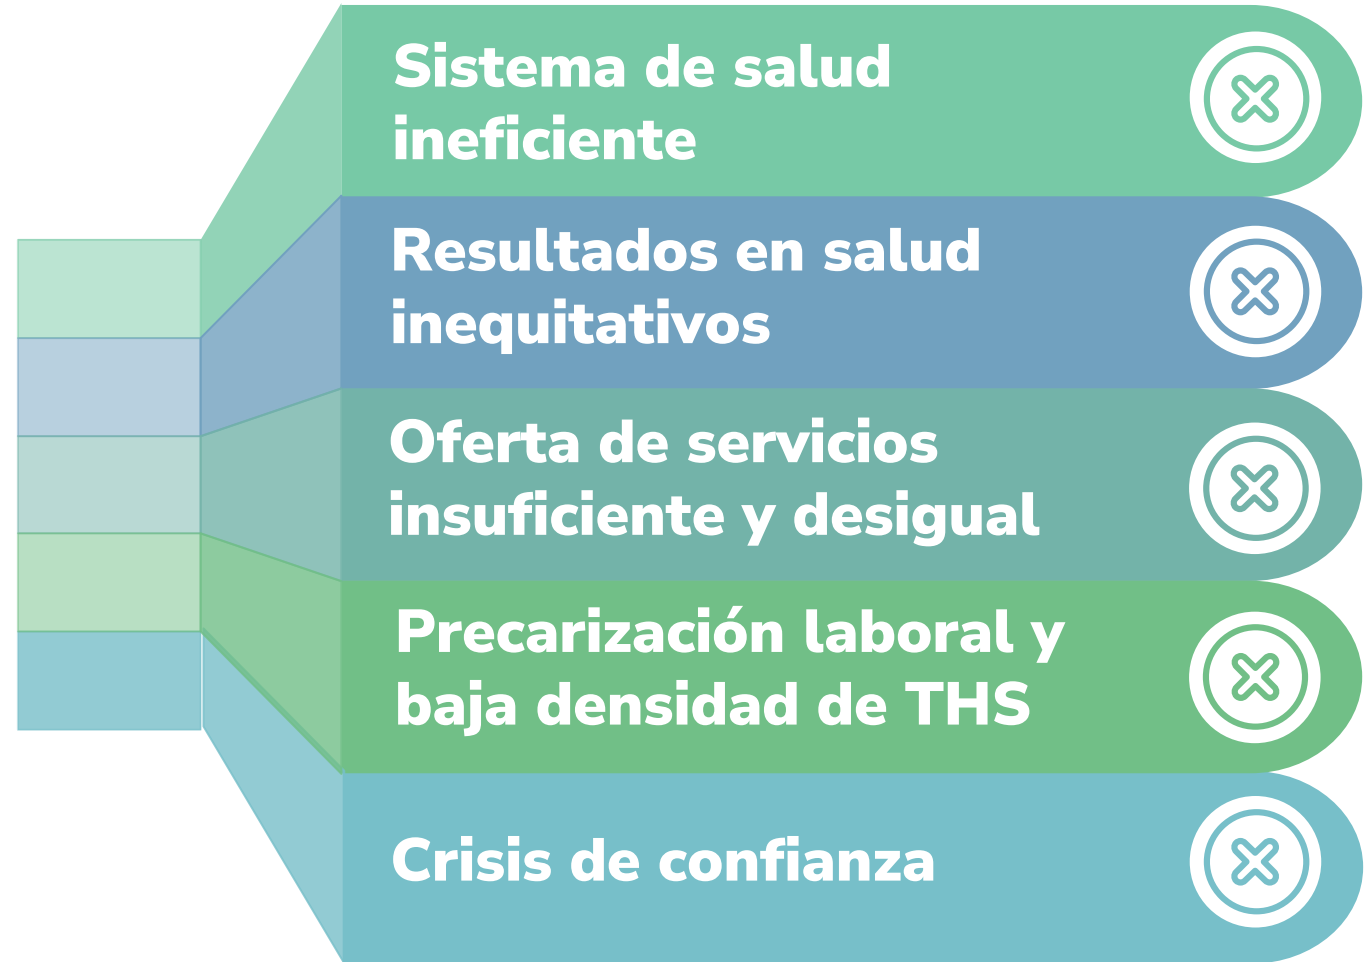 Sistema de salud
ineficiente
Resultados en salud
inequitativos
Oferta de servicios
insuficiente y desigual
Precarización laboral y
baja densidad de THS
Crisis de confianza